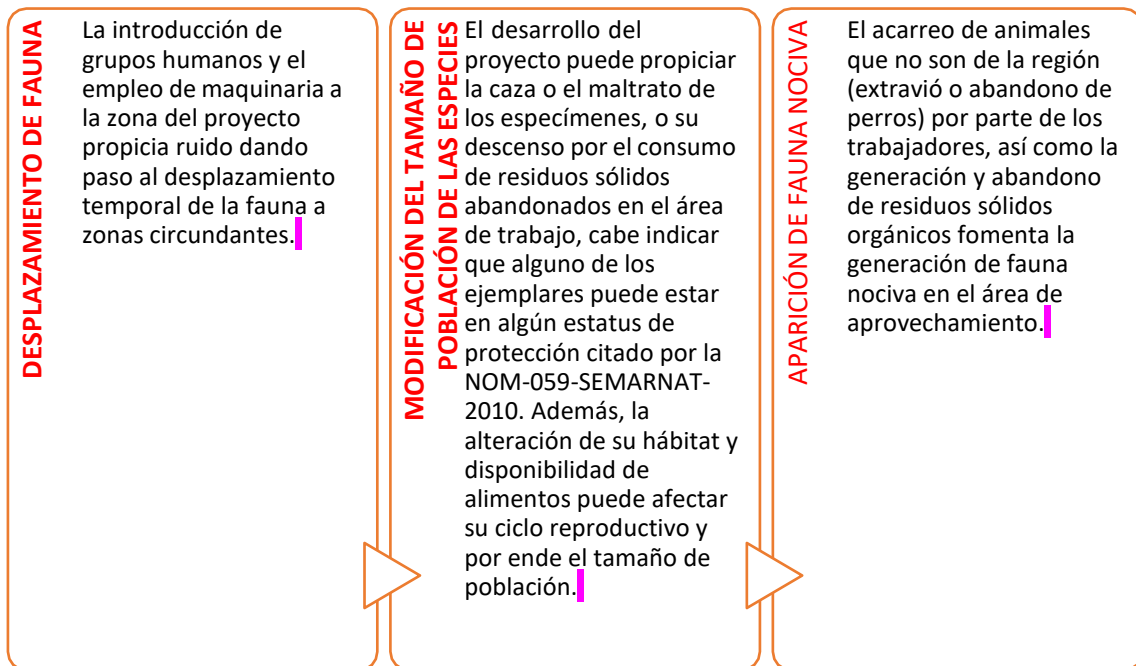 DESPLAZAMIENTO DE FAUNA
La introducción de
grupos humanos y el
empleo de maquinaria a
la zona del proyecto
propicia ruido dando
paso al desplazamiento
temporal de la fauna a
zonas circundantes.
MODIFICACIÓN DEL TAMAÑO DE
POBLACIÓN DE LAS ESPECIES
El desarrollo del
proyecto puede propiciar
la caza o el maltrato de
los especímenes, o su
descenso por el consumo
de residuos sólidos
abandonados en el área
de trabajo, cabe indicar
que alguno de los
ejemplares puede estar
en algún estatus de
protección citado por la
NOM-059-SEMARNAT-
2010. Además, la
alteración de su hábitat y
disponibilidad de
alimentos puede afectar
su ciclo reproductivo y
por ende el tamaño de
población.
APARICIÓN DE FAUNA NOCIVA
El acarreo de animales
que no son de la región
(extravió o abandono de
perros) por parte de los
trabajadores, así como la
generación y abandono
de residuos sólidos
orgánicos fomenta la
generación de fauna
nociva en el área de
aprovechamiento.